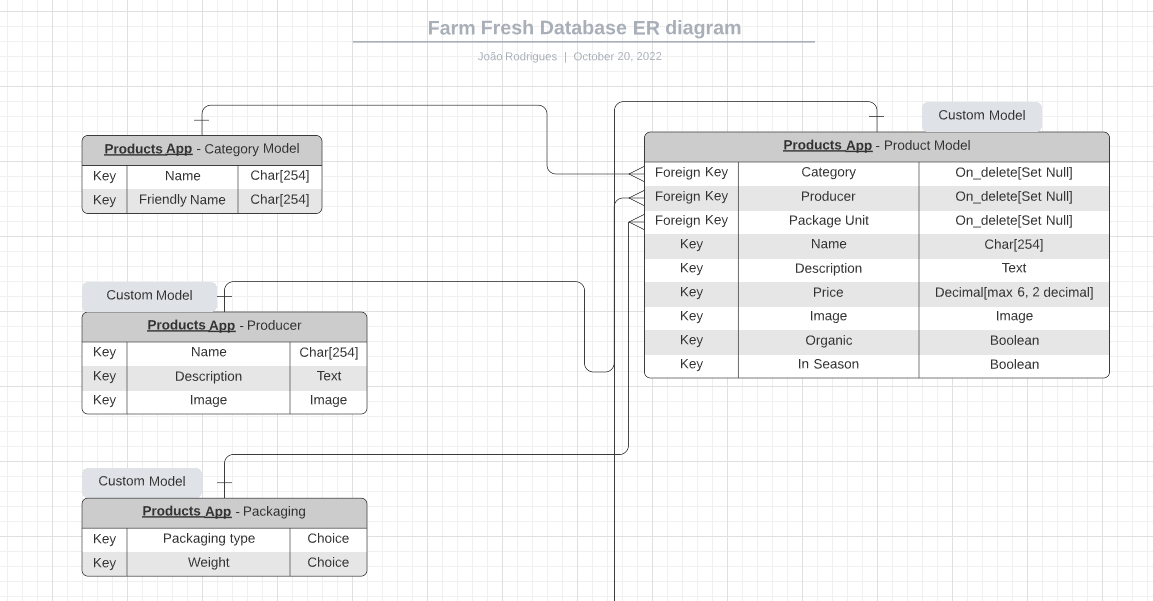 Farm Fresh Database ER diagram
João Rodrigues | October 20, 2022
Products App - Category Model
Key Name Char[254]
Key Friendly Name Char[254]
Custom Model
Products App - Product Model
Foreign Key Category On_delete[Set Null]
Foreign Key Producer On_delete[Set Null]
Foreign Key Package Unit On_delete[Set Null]
Key Name Char[254]
Key Description Text
Key Price Decimal[max 6, 2 decimal]
Key Image Image
Key Organic Boolean
Key In Season Boolean
Custom Model
Products App - Producer
Key Name Char[254]
Key Description Text
Key Image Image
Custom Model
Products App - Packaging
Key Packaging type Choice
Key Weight Choice